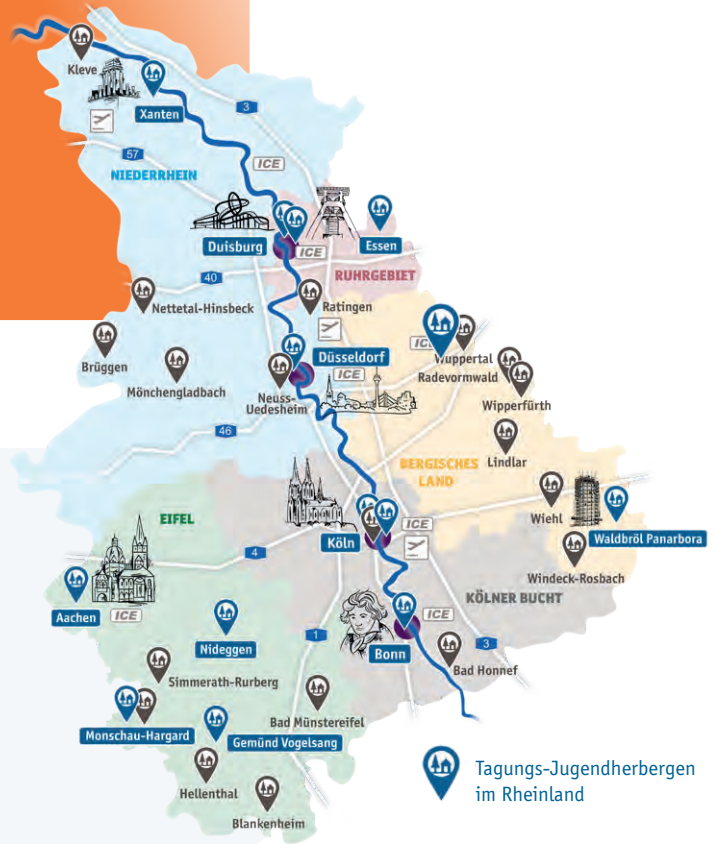 Kleve
Xanten
3
57
ICE
NIEDERRHEIN
Duisburg
ICE
Essen
RUHRGEBIET
40
Nettetal-Hinsbeck
Ratingen
Brüggen
Mönchengladbach
Düsseldorf
ICE
Neuss-
Uedesheim
IC
Wuppertal
Radevormwald
Wipperfürth
46
Lindlar
BERGISCHES
LAND
EIFEL
Wiehl
Köln
ICE
Waldbröl Panarbora
4
Windeck-Rosbach
KÖLNER BUCHT
Aachen
ICE
Nideggen
1
ICE
Bonn
3
Bad Honnef
Simmerath-Rurberg
Monschau-Hargard
Bad Münstereifel
Gemünd Vogelsang
Hellenthal
Blankenheim
Tagungs-Jugendherbergen
im Rheinland